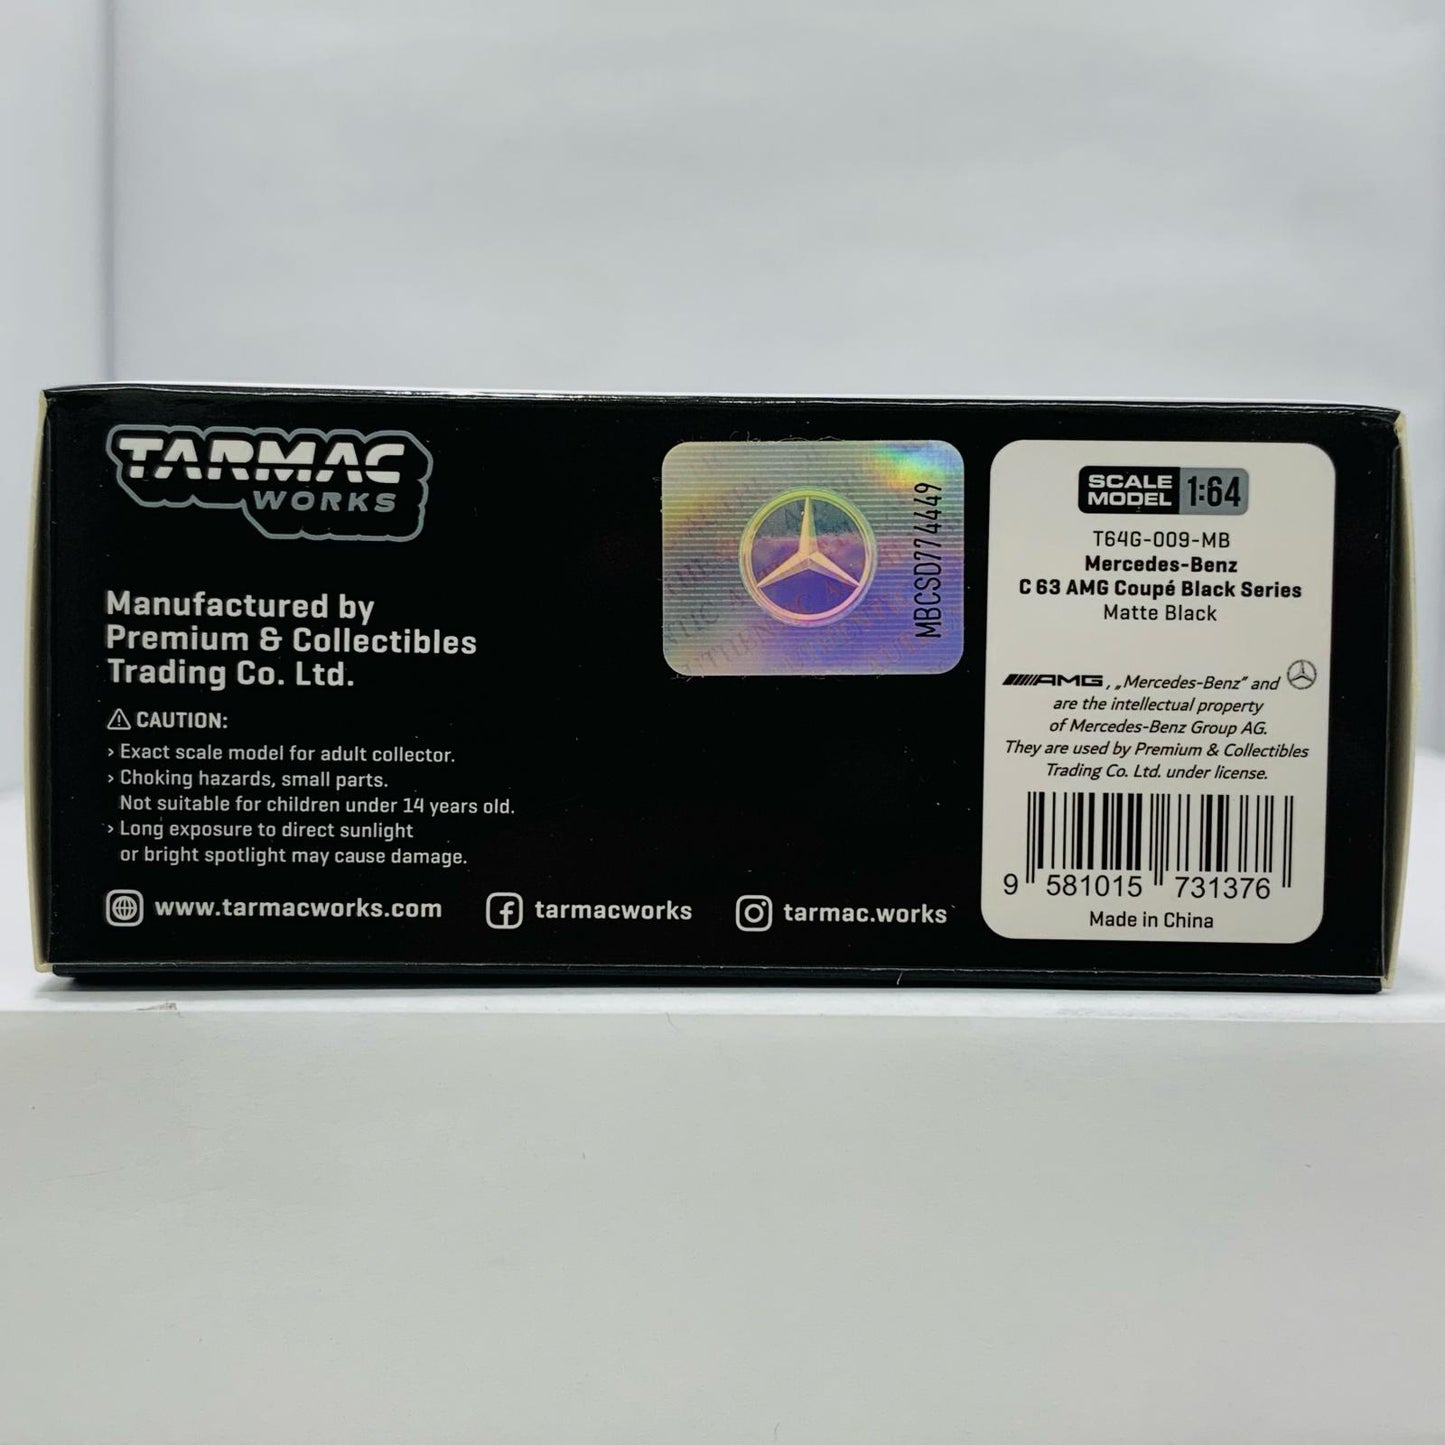 TARMAC
WORKS
Manufactured by
Premium & Collectibles
Trading Co. Ltd.
CAUTION:
› Exact scale model for adult collector.
› Choking hazards, small parts.
Not suitable for children under 14 years old.
› Long exposure to direct sunlight
or bright spotlight may cause damage.
www.tarmacworks.com
tarmacworks
tarmac.works
MBCSD774449
SCALE
MODEL
1:64
T64G-009-MB
Mercedes-Benz
C 63 AMG Coupé Black Series
Matte Black
AMG, „Mercedes-Benz" and
are the intellectual property
of Mercedes-Benz Group AG.
They are used by Premium & Collectibles
Trading Co. Ltd. under license.
9 581015 731376
Made in China